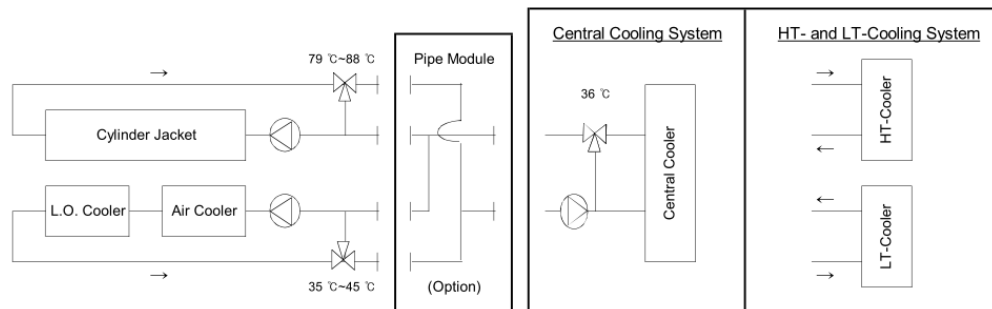 Central Cooling System
HT- and LT-Cooling System
79 ℃~88 ℃
Pipe Module
36 ℃
Cylinder Jacket
HT-Cooler
Central Cooler
L.O. Cooler
Air Cooler
LT-Cooler
35 ℃~45 ℃
(Option)